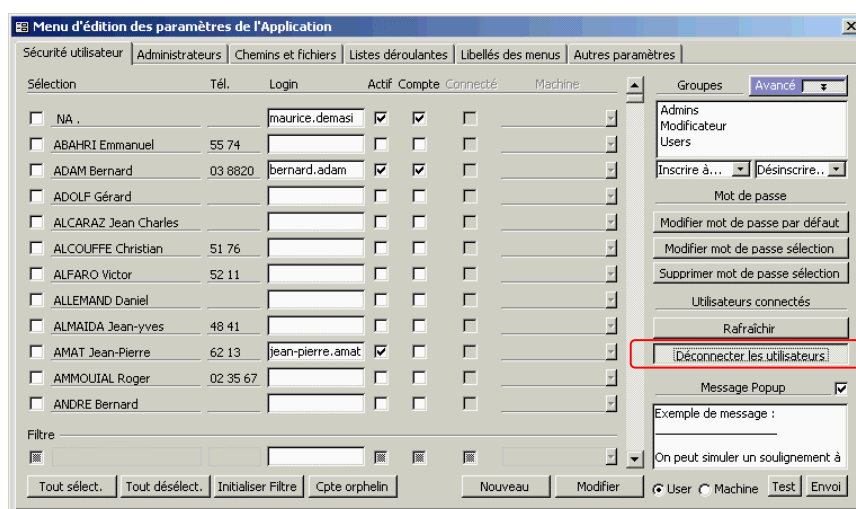 Menu d'édition des paramètres de l'Application
Sécurité utilisateur Administrateurs Chemins et fichiers Listes déroulantes Libellés des menus Autres paramètres
Sélection Tél. Login Actif Compte Connecté Machine
NA . maurice.demasi
ABAHRI Emmanuel 55 74
ADAM Bernard 03 8820 bernard.adam
ADOLF Gérard
ALCARAZ Jean Charles
ALCOUFFE Christian 51 76
ALFARO Victor 52 11
ALLEMAND Daniel
ALMAIDA Jean-yves 48 41
AMAT Jean-Pierre 62 13 jean-pierre.amat
AMMOUIAL Roger 02 35 67
ANDRE Bernard
Filtre
Tout sélect. Tout désélect. Initialiser Filtre Cpte orphelin Nouveau Modifier
Groupes Avancé
Admins
Modificateur
Users
Inscrire à... Désinscrire..
Mot de passe
Modifier mot de passe par défaut
Modifier mot de passe sélection
Supprimer mot de passe sélection
Utilisateurs connectés
Rafraîchir
Déconnecter les utilisateurs
Message Popup
Exemple de message :
On peut simuler un soulignement à
User Machine Test Envoi